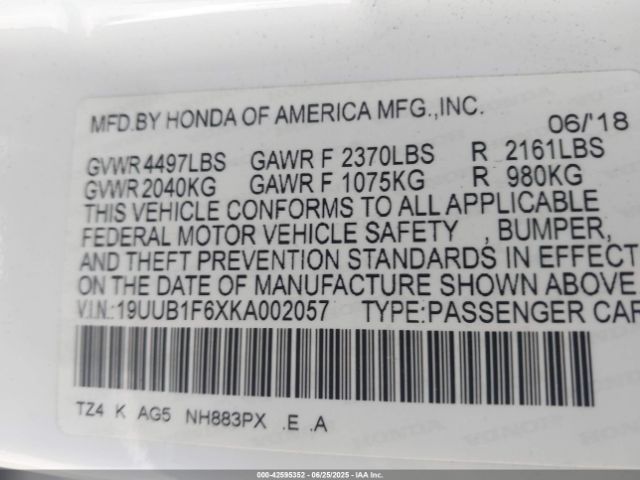 MFD.BY HONDA OF AMERICA MFG.,INC. 06/'18
GVWR 4497LBS GAWR F 2370LBS R 2161LBS
GVWR 2040KG GAWR F 1075KG R 980KG
THIS VEHICLE CONFORMS TO ALL APPLICABLE
FEDERAL MOTOR VEHICLE SAFETY , BUMPER,
AND THEFT PREVENTION STANDARDS IN EFFECT
ON THE DATE OF MANUFACTURE SHOWN ABOVE
V.I.N.:19UUB1F6XKA002057 TYPE:PASSENGER CAR
TZ4 K AG5 NH883PX .E .A
000-42595352 - 06/25/2025 - IAAI.COM